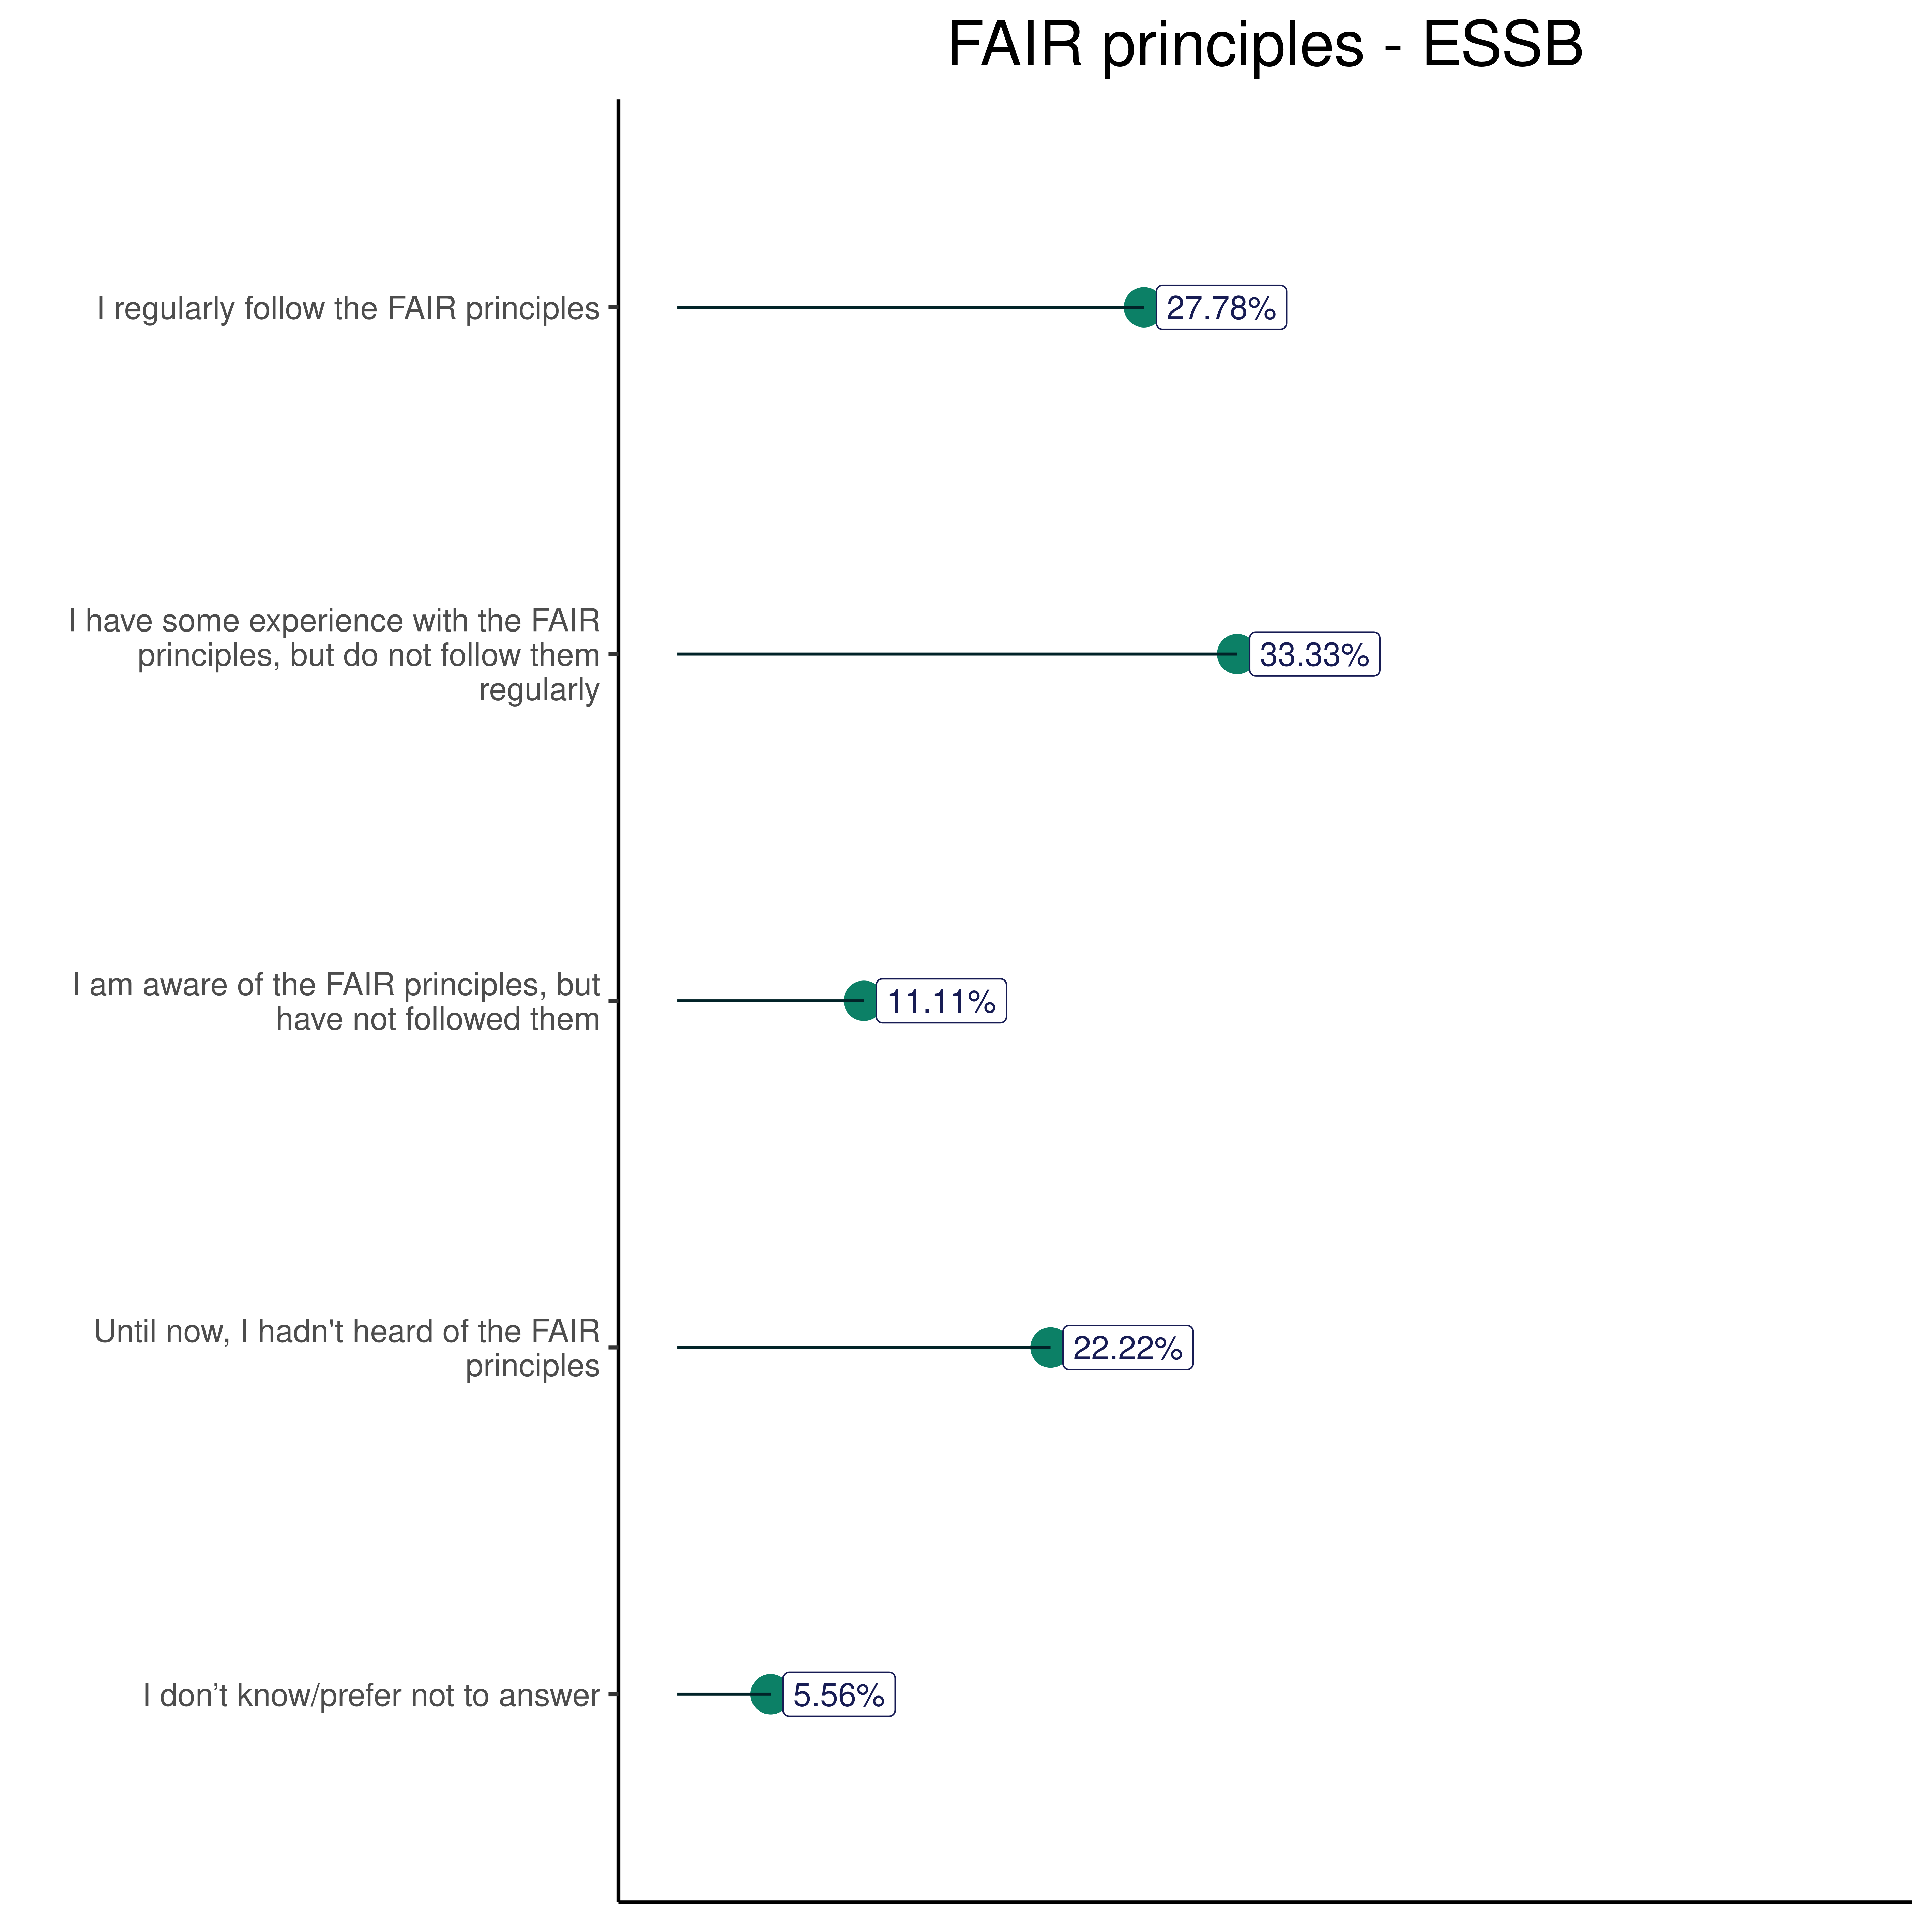 FAIR principles - ESSB
I regularly follow the FAIR principles
27.78%
I have some experience with the FAIR
principles, but do not follow them
regularly
33.33%
I am aware of the FAIR principles, but
have not followed them
11.11%
Until now, I hadn't heard of the FAIR
principles
22.22%
I don’t know/prefer not to answer
5.56%